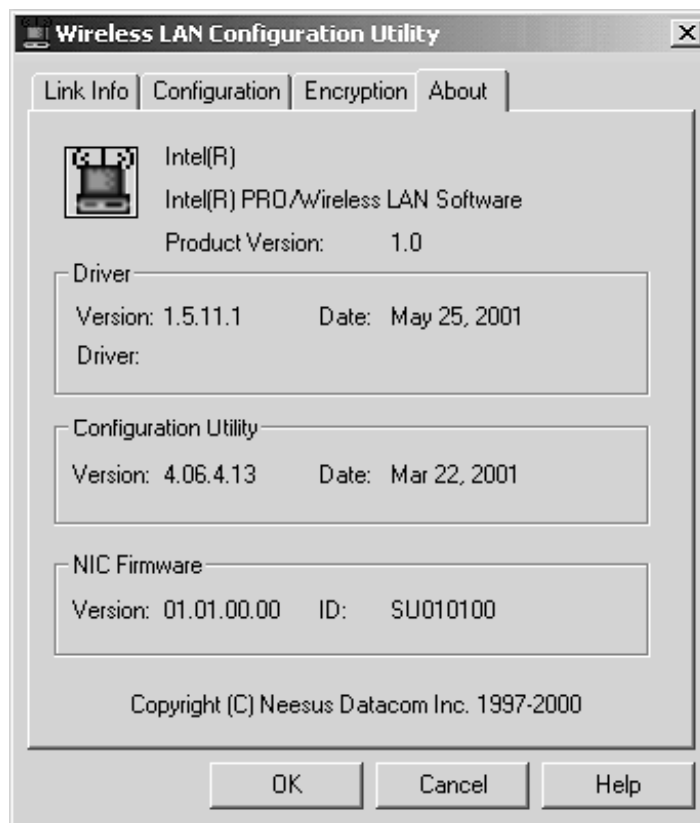 Wireless LAN Configuration Utility
Link Info Configuration Encryption About
Intel(R)
Intel(R) PRO/Wireless LAN Software
Product Version: 1.0
Driver
Version: 1.5.11.1 Date: May 25, 2001
Driver:
Configuration Utility
Version: 4.06.4.13 Date: Mar 22, 2001
NIC Firmware
Version: 01.01.00.00 ID: SU010100
Copyright (C) Neesus Datacom Inc. 1997-2000
OK Cancel Help